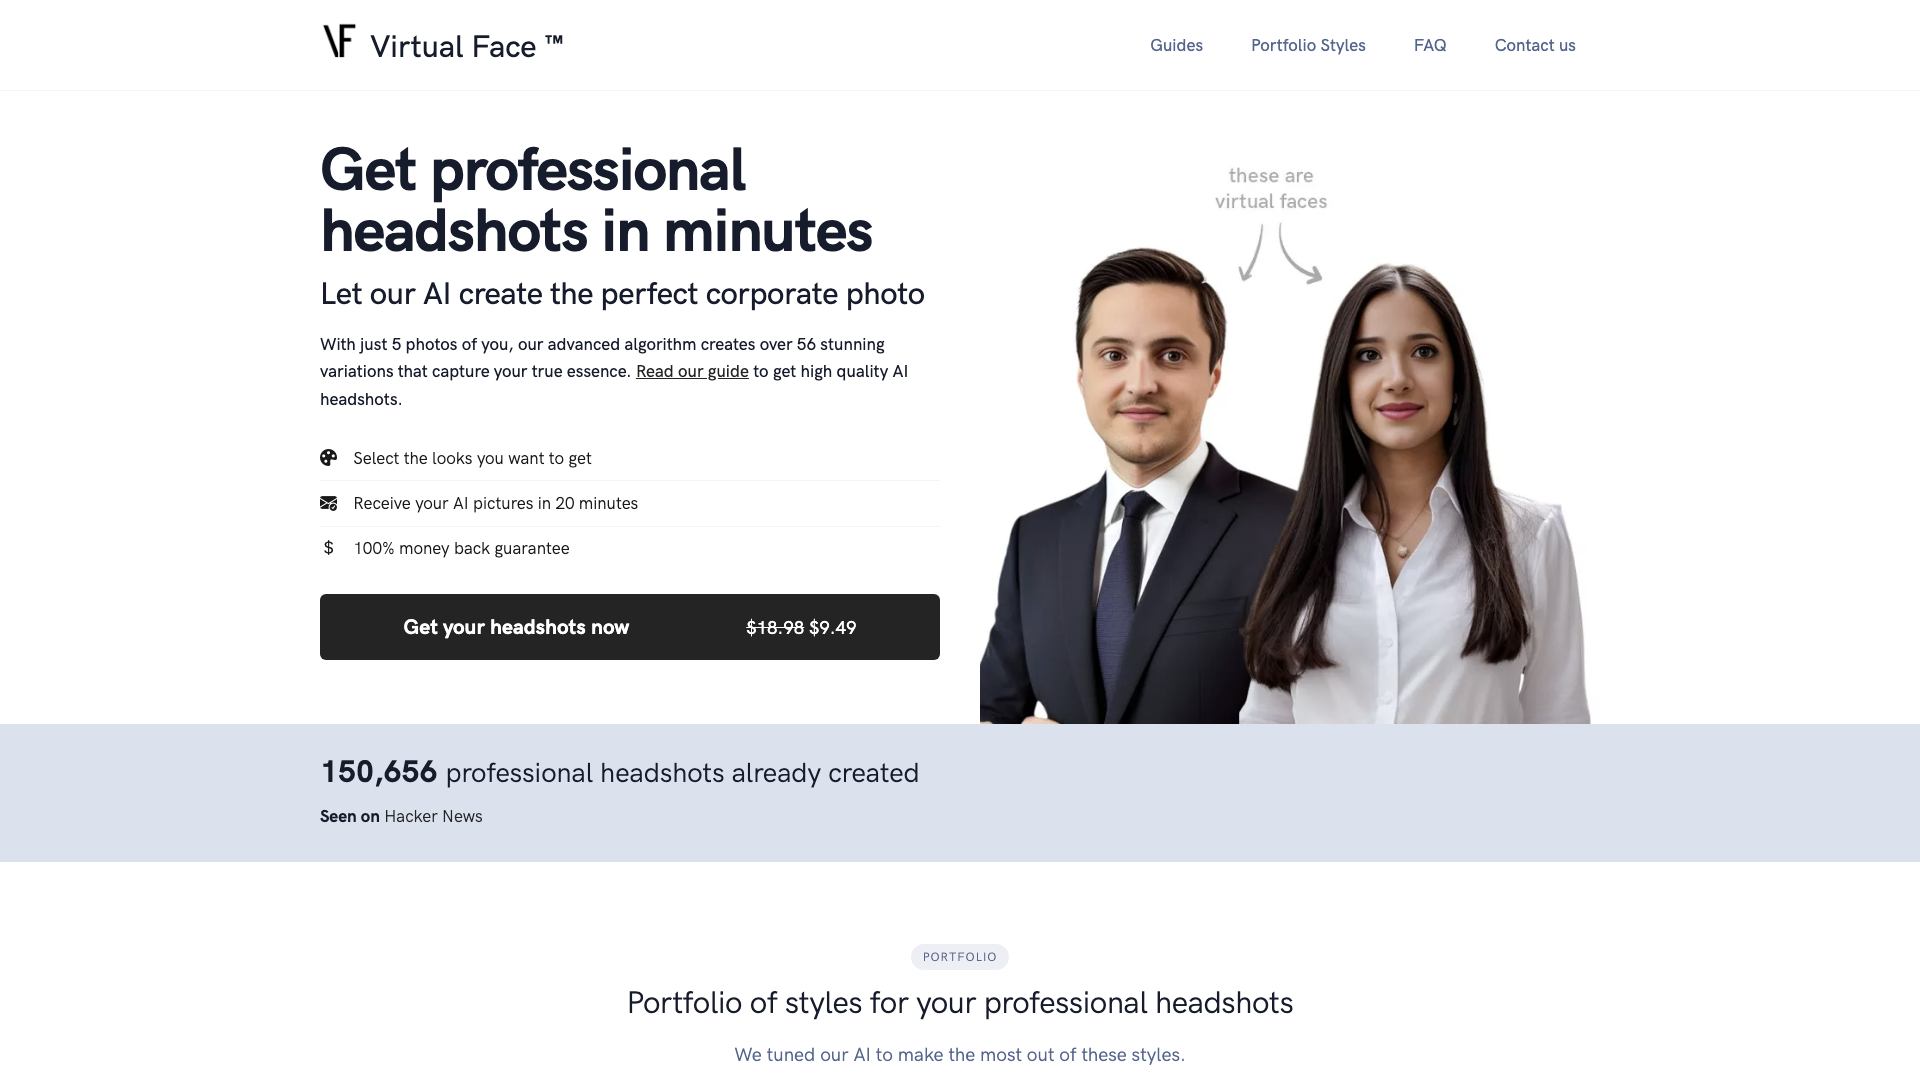 VF Virtual Face ™
Guides
Portfolio Styles
FAQ
Contact us
Get professional
headshots in minutes
Let our AI create the perfect corporate photo
With just 5 photos of you, our advanced algorithm creates over 56 stunning
variations that capture your true essence. Read our guide to get high quality AI
headshots.
Select the looks you want to get
Receive your AI pictures in 20 minutes
$ 100% money back guarantee
Get your headshots now $18.98 $9.49
these are
virtual faces
150,656 professional headshots already created
Seen on Hacker News
PORTFOLIO
Portfolio of styles for your professional headshots
We tuned our AI to make the most out of these styles.